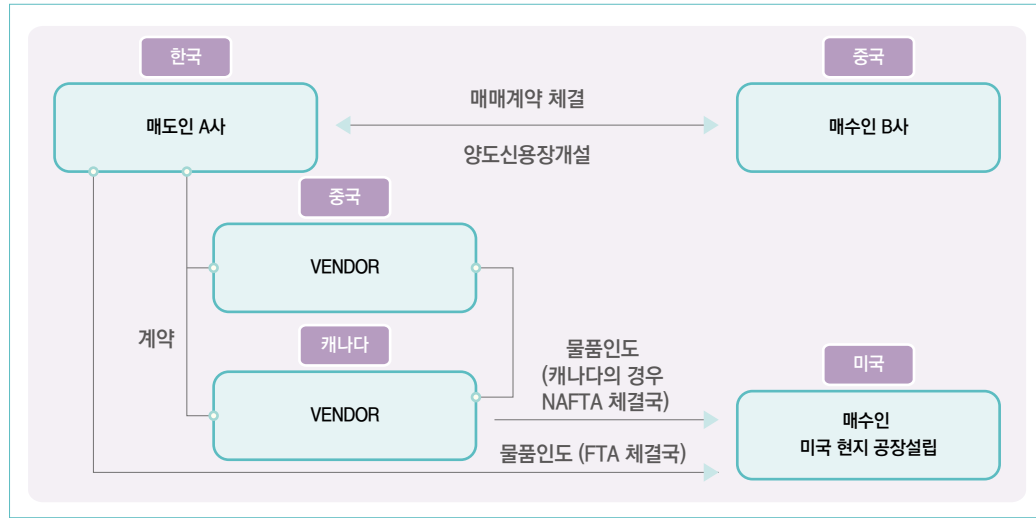 한국
중국
매도인 A사
매매계약 체결
양도신용장개설
매수인 B사
중국
VENDOR
계약
캐나다
VENDOR
물품인도
(캐나다의 경우
NAFTA 체결국)
미국
매수인
미국 현지 공장설립
물품인도 (FTA 체결국)